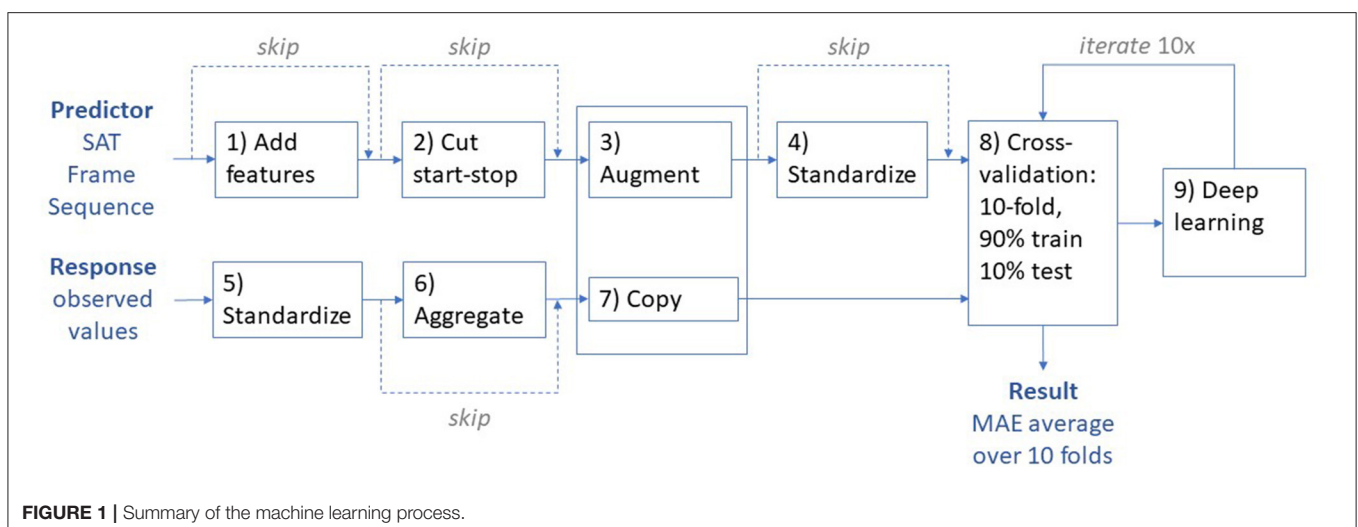 skip
skip
skip
iterate 10x
Predictor
SAT
Frame
Sequence
1) Add
features
2) Cut
start-stop
3)
Augment
4)
Standardize
8) Cross-
validation:
10-fold,
90% train
10% test
9) Deep
learning
Response
observed
values
5)
Standardize
6)
Aggregate
7) Copy
skip
Result
MAE average
over 10 folds
FIGURE 1 | Summary of the machine learning process.